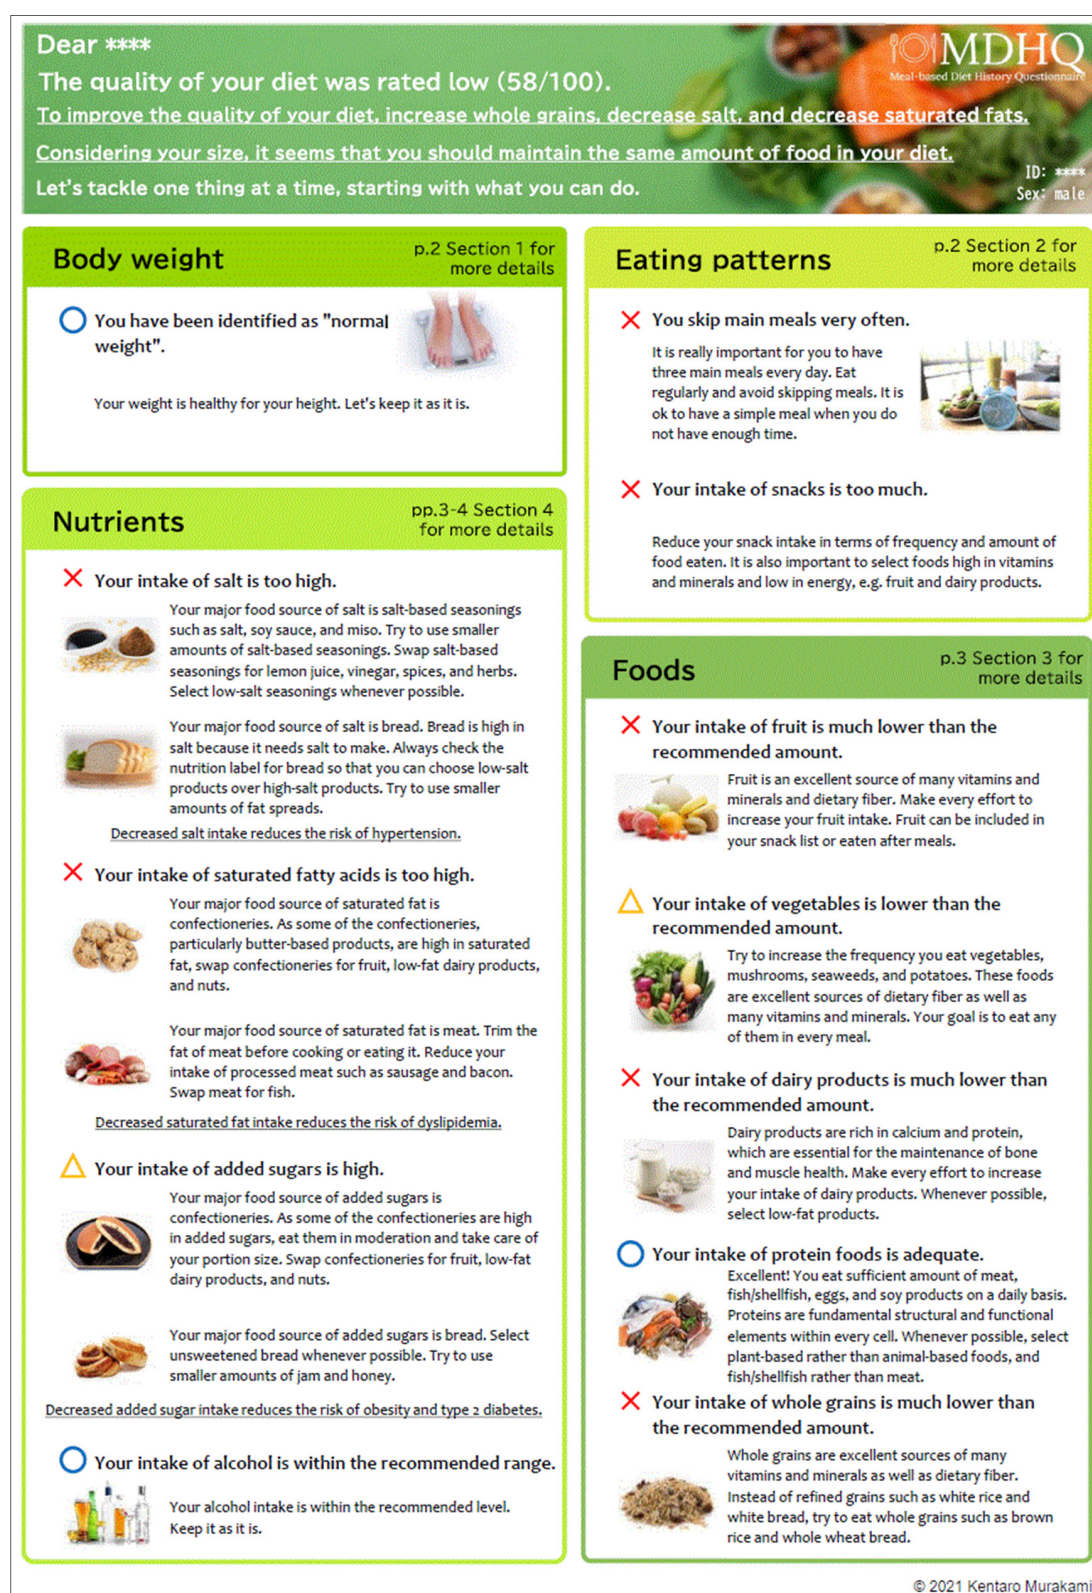 Dear ****
The quality of your diet was rated low (58/100).
To improve the quality of your diet, increase whole grains, decrease salt, and decrease saturated fats.
Considering your size, it seems that you should maintain the same amount of food in your diet.
Let's tackle one thing at a time, starting with what you can do.
MDHQ
Meal-based Diet History Questionnaire
ID: ****
Sex: male
Body weight
p.2 Section 1 for
more details
You have been identified as "normal
weight".
Your weight is healthy for your height. Let's keep it as it is.
Nutrients
pp.3-4 Section 4
for more details
Your intake of salt is too high.
Your major food source of salt is salt-based seasonings
such as salt, soy sauce, and miso. Try to use smaller
amounts of salt-based seasonings. Swap salt-based
seasonings for lemon juice, vinegar, spices, and herbs.
Select low-salt seasonings whenever possible.
Your major food source of salt is bread. Bread is high in
salt because it needs salt to make. Always check the
nutrition label for bread so that you can choose low-salt
products over high-salt products. Try to use smaller
amounts of fat spreads.
Decreased salt intake reduces the risk of hypertension.
Your intake of saturated fatty acids is too high.
Your major food source of saturated fat is
confectioneries. As some of the confectioneries,
particularly butter-based products, are high in saturated
fat, swap confectioneries for fruit, low-fat dairy products,
and nuts.
Your major food source of saturated fat is meat. Trim the
fat of meat before cooking or eating it. Reduce your
intake of processed meat such as sausage and bacon.
Swap meat for fish.
Decreased saturated fat intake reduces the risk of dyslipidemia.
Your intake of added sugars is high.
Your major food source of added sugars is
confectioneries. As some of the confectioneries are high
in added sugars, eat them in moderation and take care of
your portion size. Swap confectioneries for fruit, low-fat
dairy products, and nuts.
Your major food source of added sugars is bread. Select
unsweetened bread whenever possible. Try to use
smaller amounts of jam and honey.
Decreased added sugar intake reduces the risk of obesity and type 2 diabetes.
Your intake of alcohol is within the recommended range.
Your alcohol intake is within the recommended level.
Keep it as it is.
Eating patterns
p.2 Section 2 for
more details
You skip main meals very often.
It is really important for you to have
three main meals every day. Eat
regularly and avoid skipping meals. It is
ok to have a simple meal when you do
not have enough time.
Your intake of snacks is too much.
Reduce your snack intake in terms of frequency and amount of
food eaten. It is also important to select foods high in vitamins
and minerals and low in energy, e.g. fruit and dairy products.
Foods
p.3 Section 3 for
more details
Your intake of fruit is much lower than the
recommended amount.
Fruit is an excellent source of many vitamins and
minerals and dietary fiber. Make every effort to
increase your fruit intake. Fruit can be included in
your snack list or eaten after meals.
Your intake of vegetables is lower than the
recommended amount.
Try to increase the frequency you eat vegetables,
mushrooms, seaweeds, and potatoes. These foods
are excellent sources of dietary fiber as well as
many vitamins and minerals. Your goal is to eat any
of them in every meal.
Your intake of dairy products is much lower than
the recommended amount.
Dairy products are rich in calcium and protein,
which are essential for the maintenance of bone
and muscle health. Make every effort to increase
your intake of dairy products. Whenever possible,
select low-fat products.
Your intake of protein foods is adequate.
Excellent! You eat sufficient amount of meat,
fish/shellfish, eggs, and soy products on a daily basis.
Proteins are fundamental structural and functional
elements within every cell. Whenever possible, select
plant-based rather than animal-based foods, and
fish/shellfish rather than meat.
Your intake of whole grains is much lower than
the recommended amount.
Whole grains are excellent sources of many
vitamins and minerals as well as dietary fiber.
Instead of refined grains such as white rice and
white bread, try to eat whole grains such as brown
rice and whole wheat bread.
© 2021 Kentaro Murakami